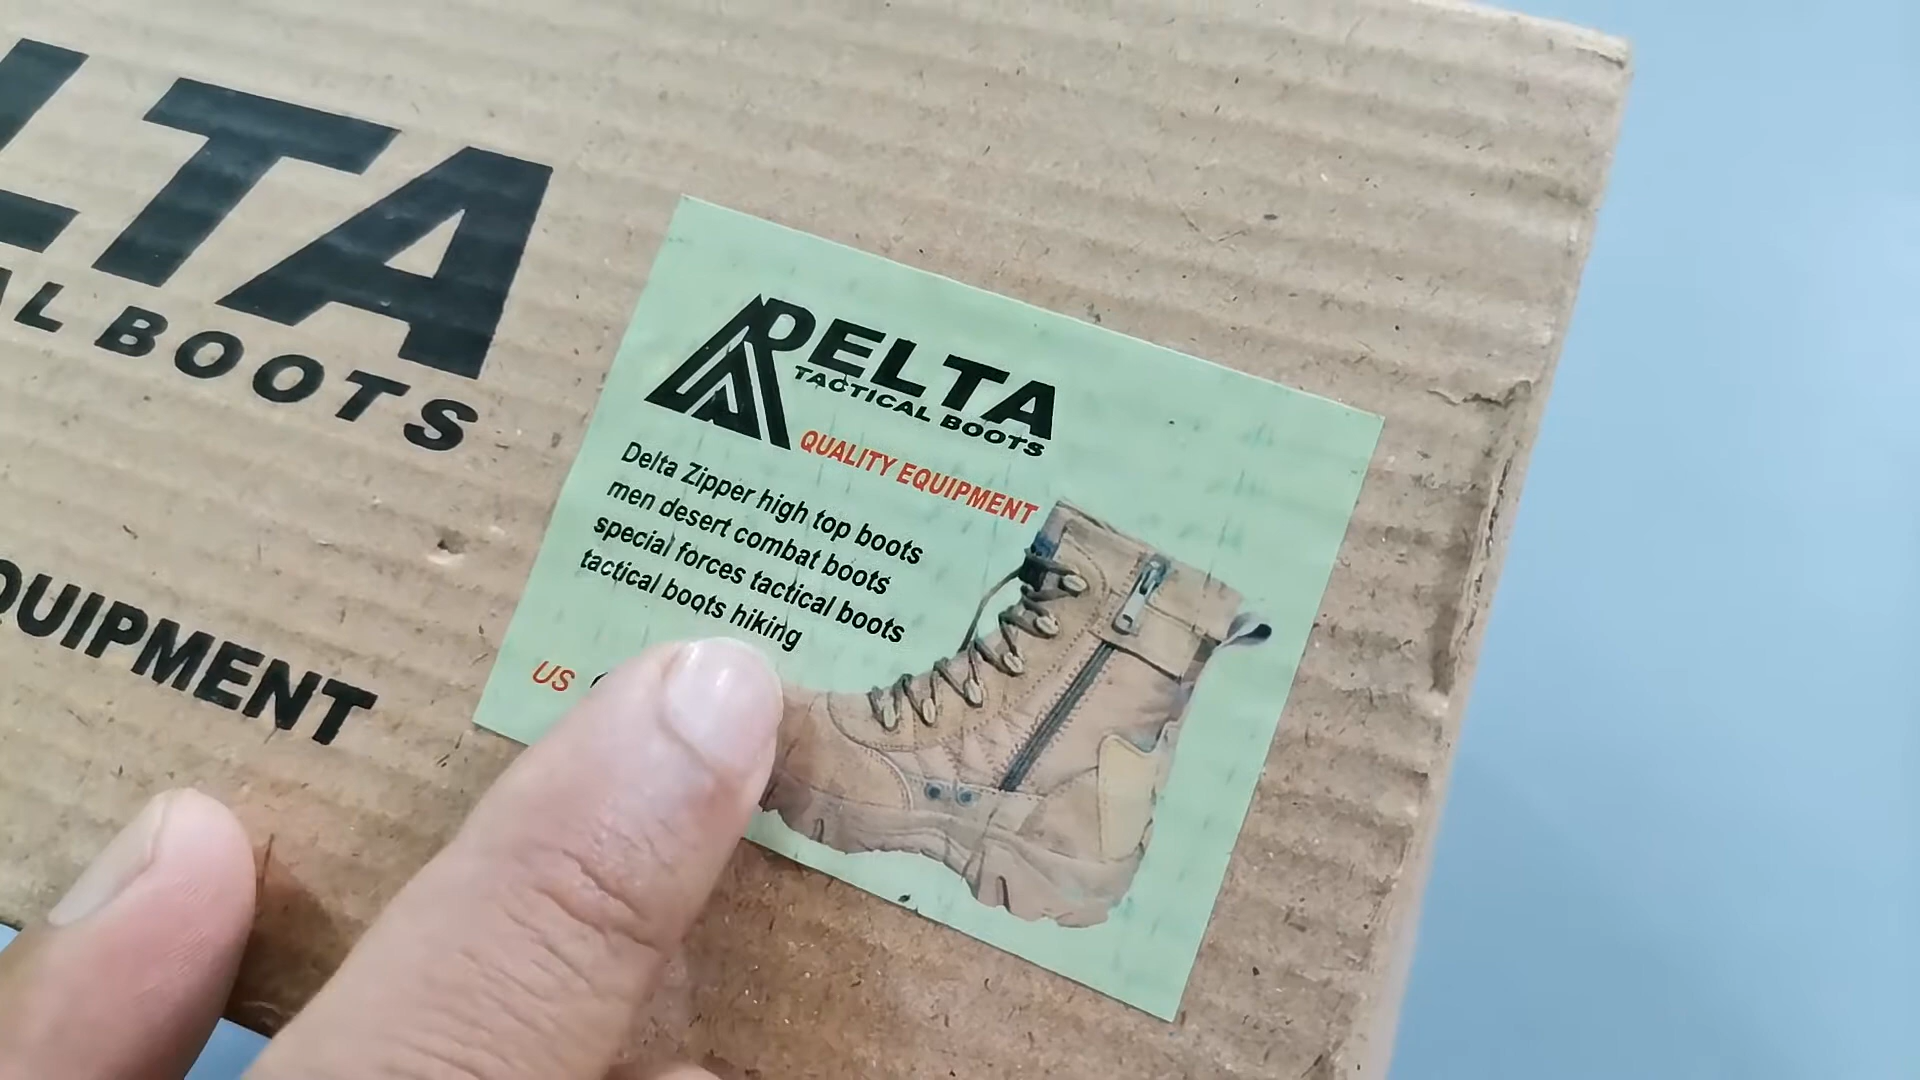 LTA
AL BOOTS
QUIPMENT
DELTA
TACTICAL BOOTS
QUALITY EQUIPMENT
Delta Zipper high top boots
men desert combat boots
special forces tactical boots
tactical boots hiking
US